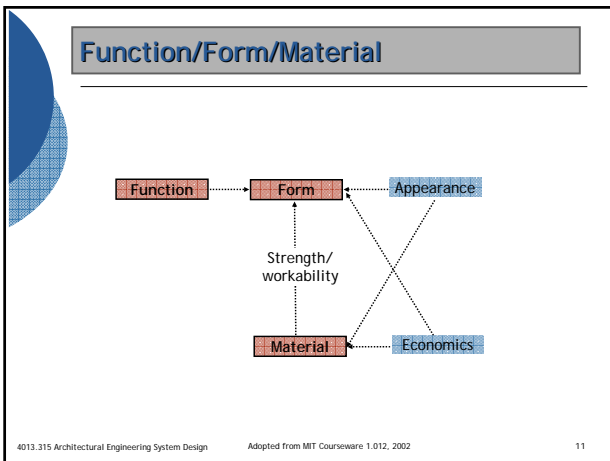 Function/Form/Material
Function
Form
Appearance
Strength/
workability
Material
Economics
4013.315 Architectural Engineering System Design
Adopted from MIT Courseware 1.012, 2002
11